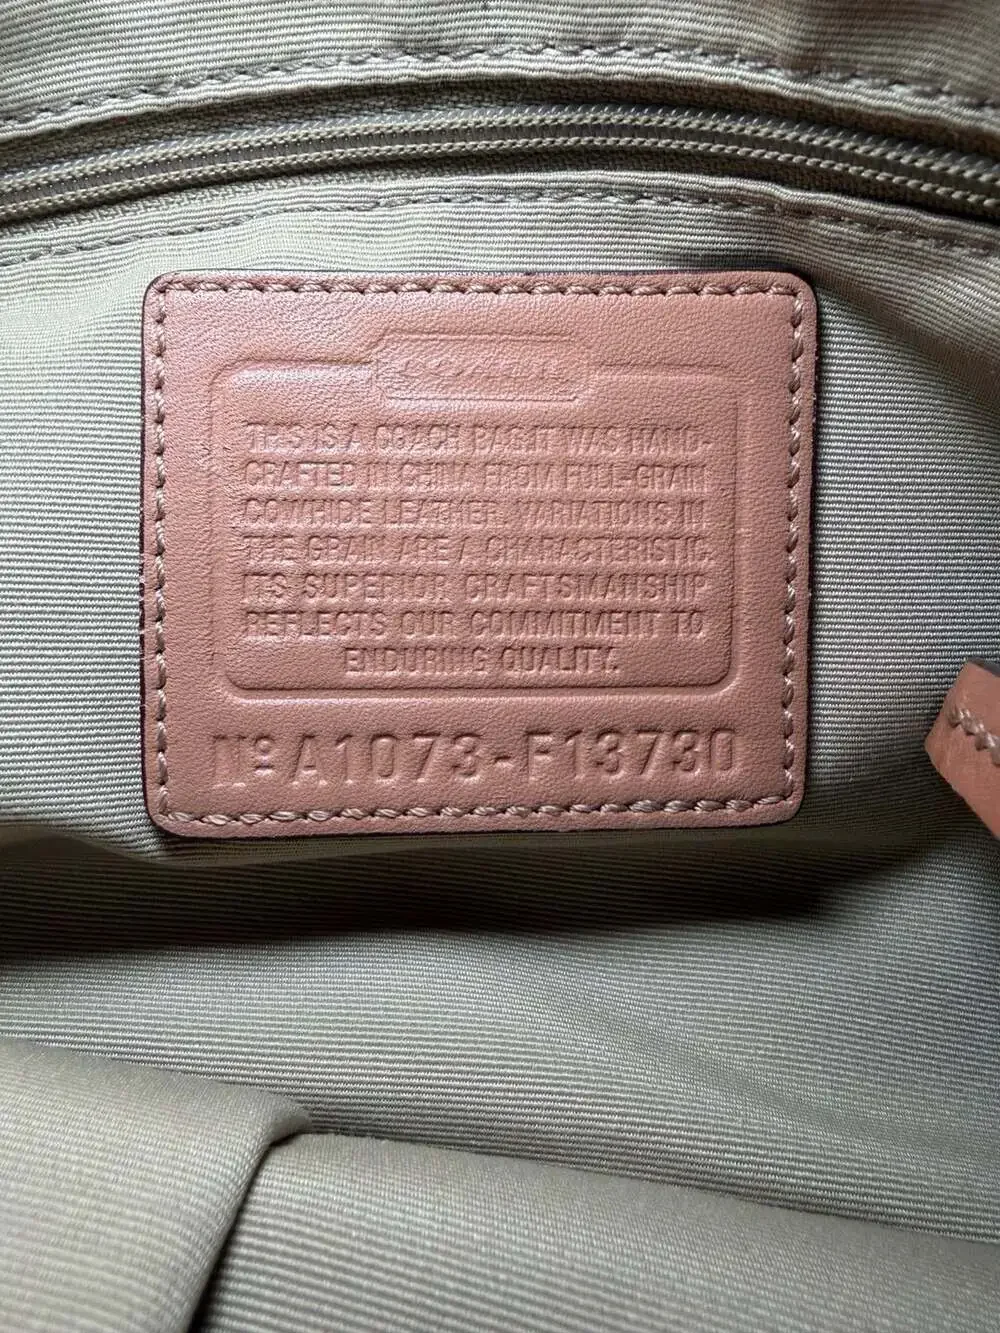 THIS IS A COACH BAG.IT WAS HAND-
CRAFTED IN CHINA FROM FULL-GRAIN
COWHIDE LEATHER. VARIATIONS IN
THE GRAIN ARE A CHARACTERISTIC.
ITS SUPERIOR CRAFTSMANSHIP
REFLECTS OUR COMMITMENT TO
ENDURING QUALITY.
Nº A1073-F13730